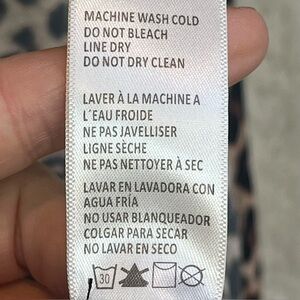 MACHINE WASH COLD
DO NOT BLEACH
LINE DRY
DO NOT DRY CLEAN
LAVER À LA MACHINE A
L´EAU FROIDE
NE PAS JAVELLISER
LIGNE SÈCHE
NE PAS NETTOYER À SEC
LAVAR EN LAVADORA CON
AGUA FRÍA
NO USAR BLANQUEADOR
COLGAR PARA SECAR
NO LAVAR EN SECO
30